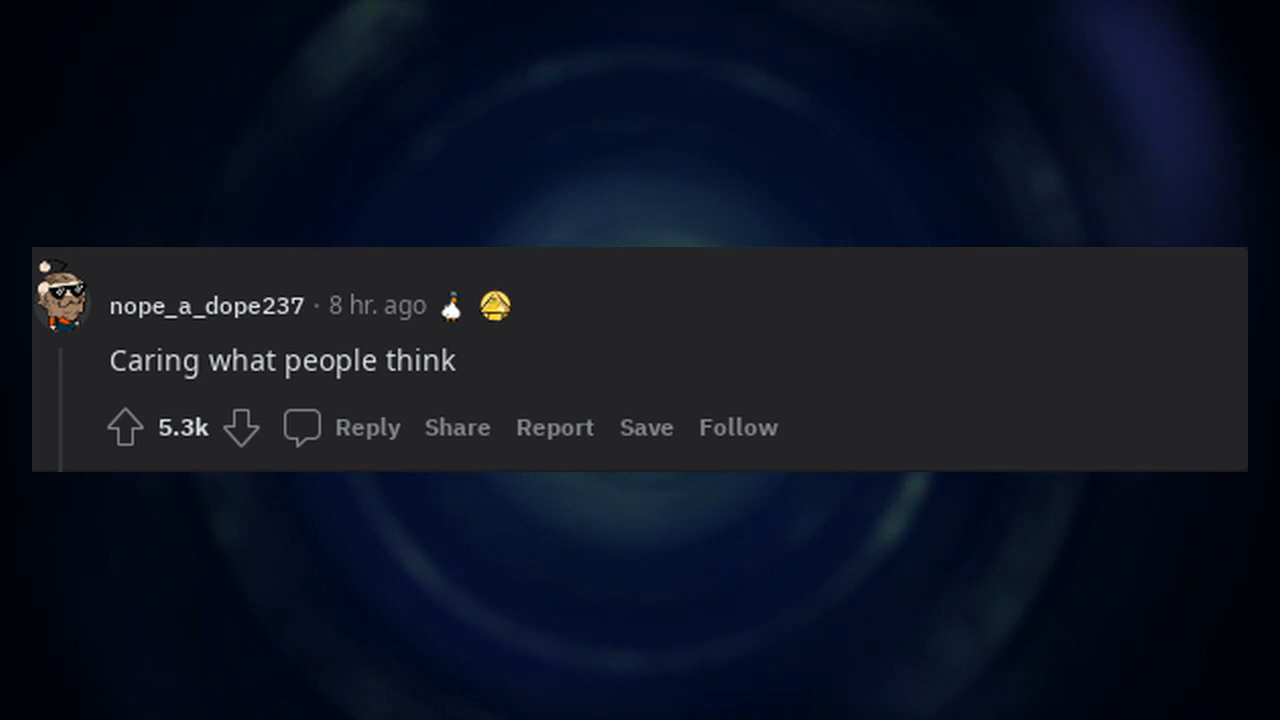 nope_a_dope237 · 8 hr. ago
Caring what people think
5.3k Reply Share Report Save Follow